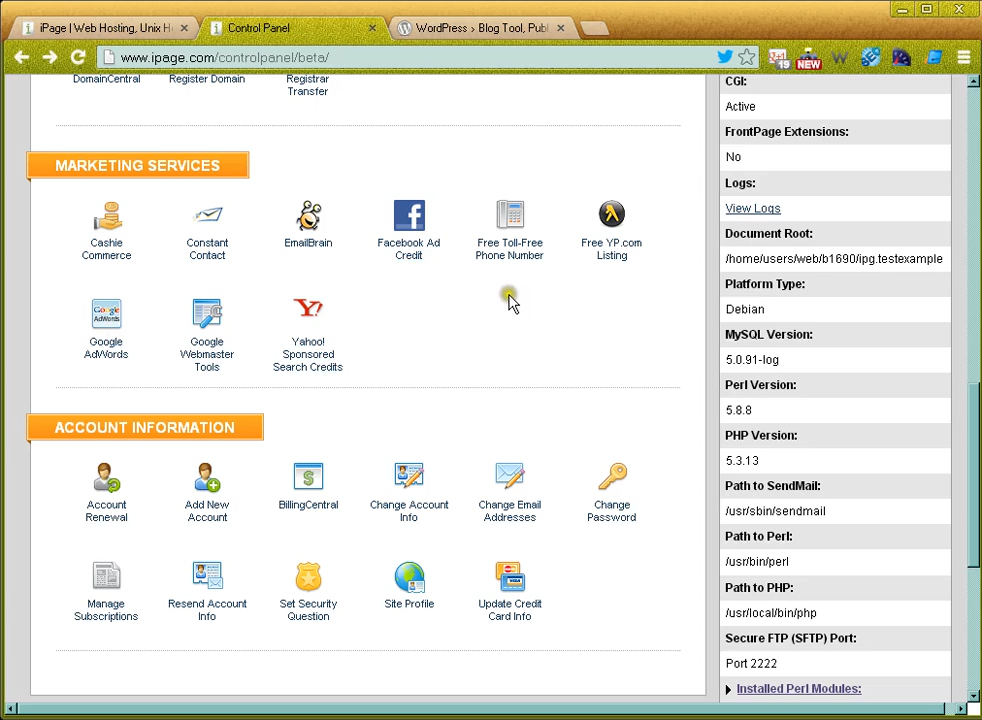 iPage | Web Hosting, Unix H
Control Panel
WordPress › Blog Tool, Publ
www.ipage.com/controlpanel/beta/
19
NEW
DomainCentral
Register Domain
Registrar
Transfer
MARKETING SERVICES
Cashie
Commerce
Constant
Contact
EmailBrain
Facebook Ad
Credit
Free Toll-Free
Phone Number
Free YP.com
Listing
Google
AdWords
Google
AdWords
Google
Webmaster
Tools
Yahoo!
Sponsored
Search Credits
ACCOUNT INFORMATION
Account
Renewal
Add New
Account
BillingCentral
Change Account
Info
Change Email
Addresses
Change
Password
Manage
Subscriptions
Resend Account
Info
Set Security
Question
Site Profile
VISA
Update Credit
Card Info
CGI:
Active
FrontPage Extensions:
No
Logs:
View Logs
Document Root:
/home/users/web/b1690/ipg.testexample
Platform Type:
Debian
MySQL Version:
5.0.91-log
Perl Version:
5.8.8
PHP Version:
5.3.13
Path to SendMail:
/usr/sbin/sendmail
Path to Perl:
/usr/bin/perl
Path to PHP:
/usr/local/bin/php
Secure FTP (SFTP) Port:
Port 2222
Installed Perl Modules: